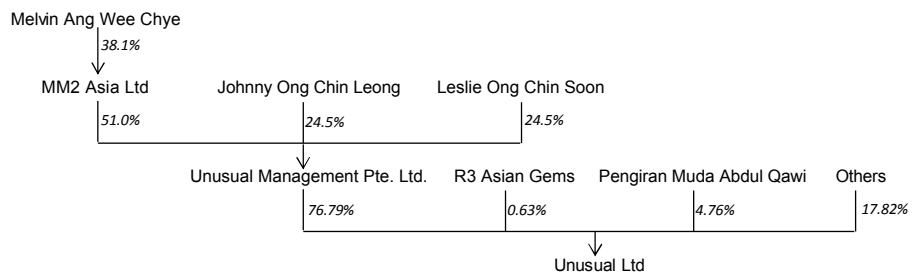 Melvin Ang Wee Chye
38.1%
MM2 Asia Ltd Johnny Ong Chin Leong Leslie Ong Chin Soon
51.0% 24.5% 24.5%
Unusual Management Pte. Ltd. R3 Asian Gems Pengiran Muda Abdul Qawi Others
76.79% 0.63% 4.76% 17.82%
Unusual Ltd